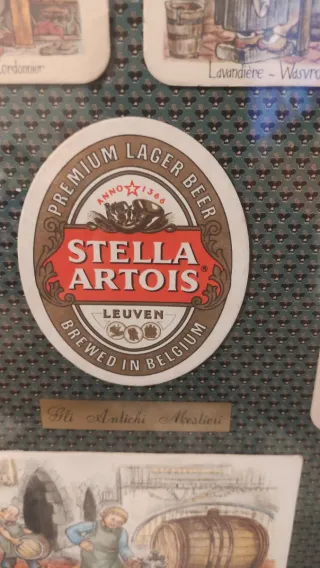 Cordonnier
Lavandière ~ Wasvro
PREMIUM LAGER BEER
ANNO 1366
STELLA
ARTOIS®
LEUVEN
BREWED IN BELGIUM
Gli Antichi Mestieri